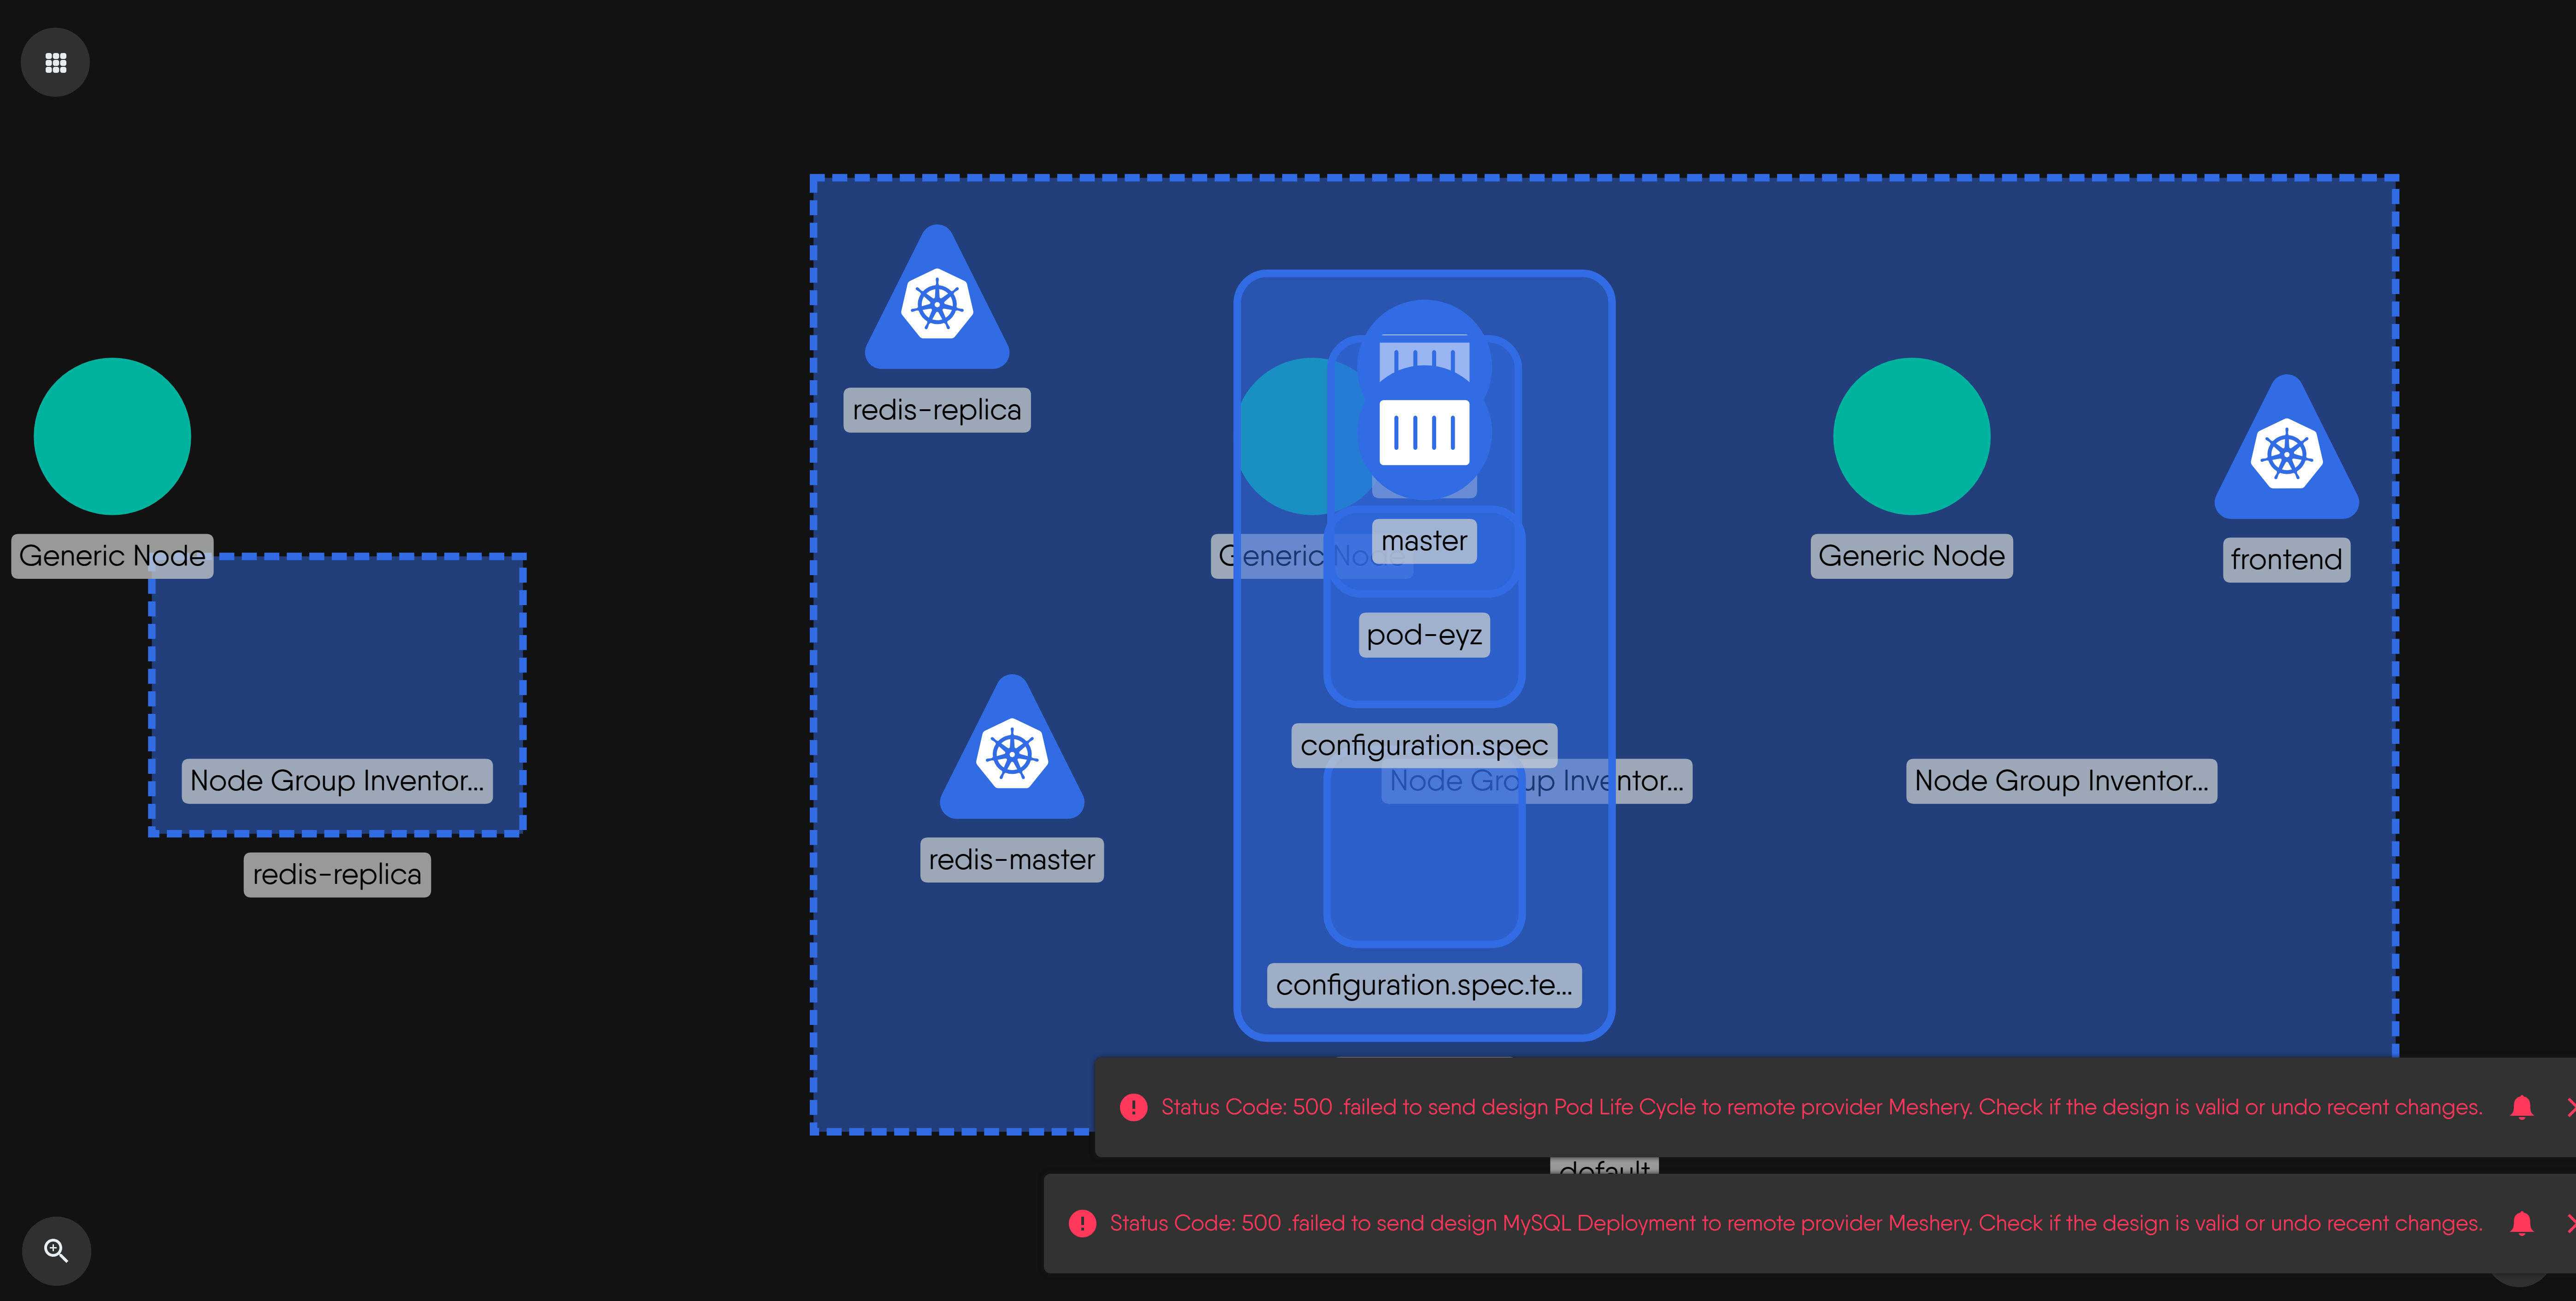 redis-replica
Generic Node
Generic Node
master
Generic Node
frontend
pod-eyz
configuration.spec
Node Group Inventor...
Node Group Inventor...
Node Group Inventor...
redis-master
redis-replica
configuration.spec.te...
Status Code: 500 .failed to send design Pod Life Cycle to remote provider Meshery. Check if the design is valid or undo recent changes.
default
Status Code: 500 .failed to send design MySQL Deployment to remote provider Meshery. Check if the design is valid or undo recent changes.